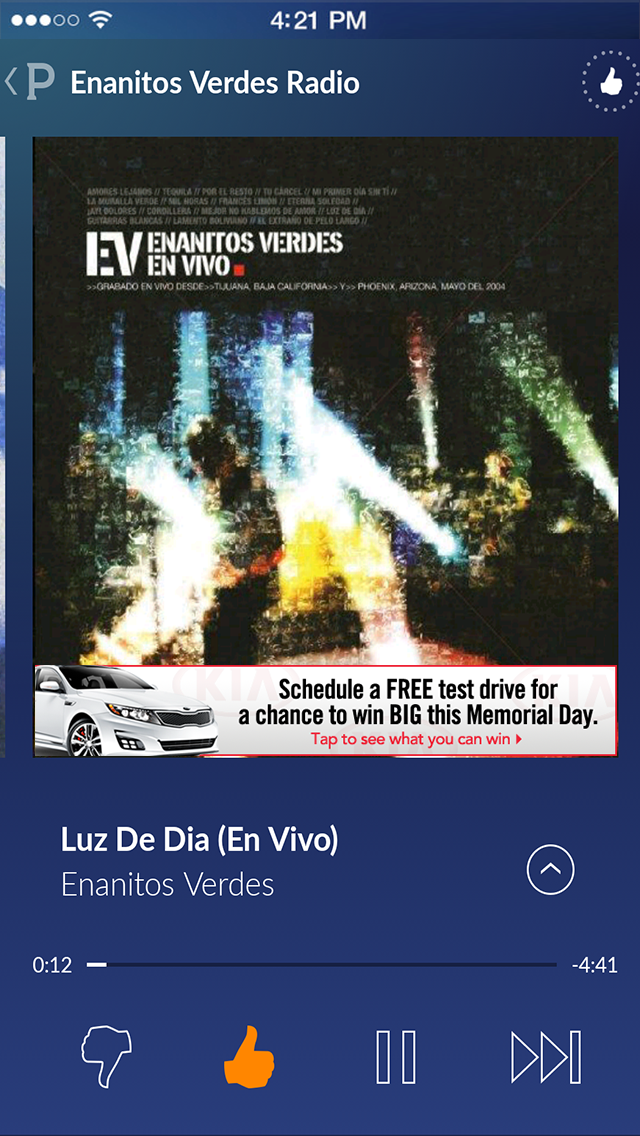 4:21 PM
P Enanitos Verdes Radio
AMORES LEJANOS // TEQUILA // POR EL RESTO // TU CÁRCEL // MI PRIMER DÍA SIN TÍ //
LA MURALLA VERDE // MIL HORAS // FRANCÉS LIMÓN // ETERNA SOLEDAD //
¡AY! DOLORES // CORDILLERA // MEJOR NO HABLEMOS DE AMOR // LUZ DE DÍA //
GUITARRAS BLANCAS // LAMENTO BOLIVIANO // EL EXTRAÑO DE PELO LARGO //
EV ENANITOS VERDES
EN VIVO.
>>GRABADO EN VIVO DESDE>>TIJUANA, BAJA CALIFORNIA>> Y>> PHOENIX, ARIZONA, MAYO DEL 2004
KIA
Schedule a FREE test drive for
a chance to win BIG this Memorial Day.
Tap to see what you can win
Luz De Dia (En Vivo)
Enanitos Verdes
0:12 -4:41